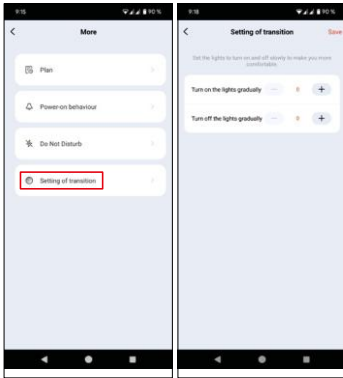 9:15
90 %
More
Plan
Power-on behaviour
Do Not Disturb
Setting of transition
9:15
90 %
Setting of transition
Save
Set the lights to turn on and off slowly to make you more
comfortable.
Turn on the lights gradually
0
Turn off the lights gradually
0